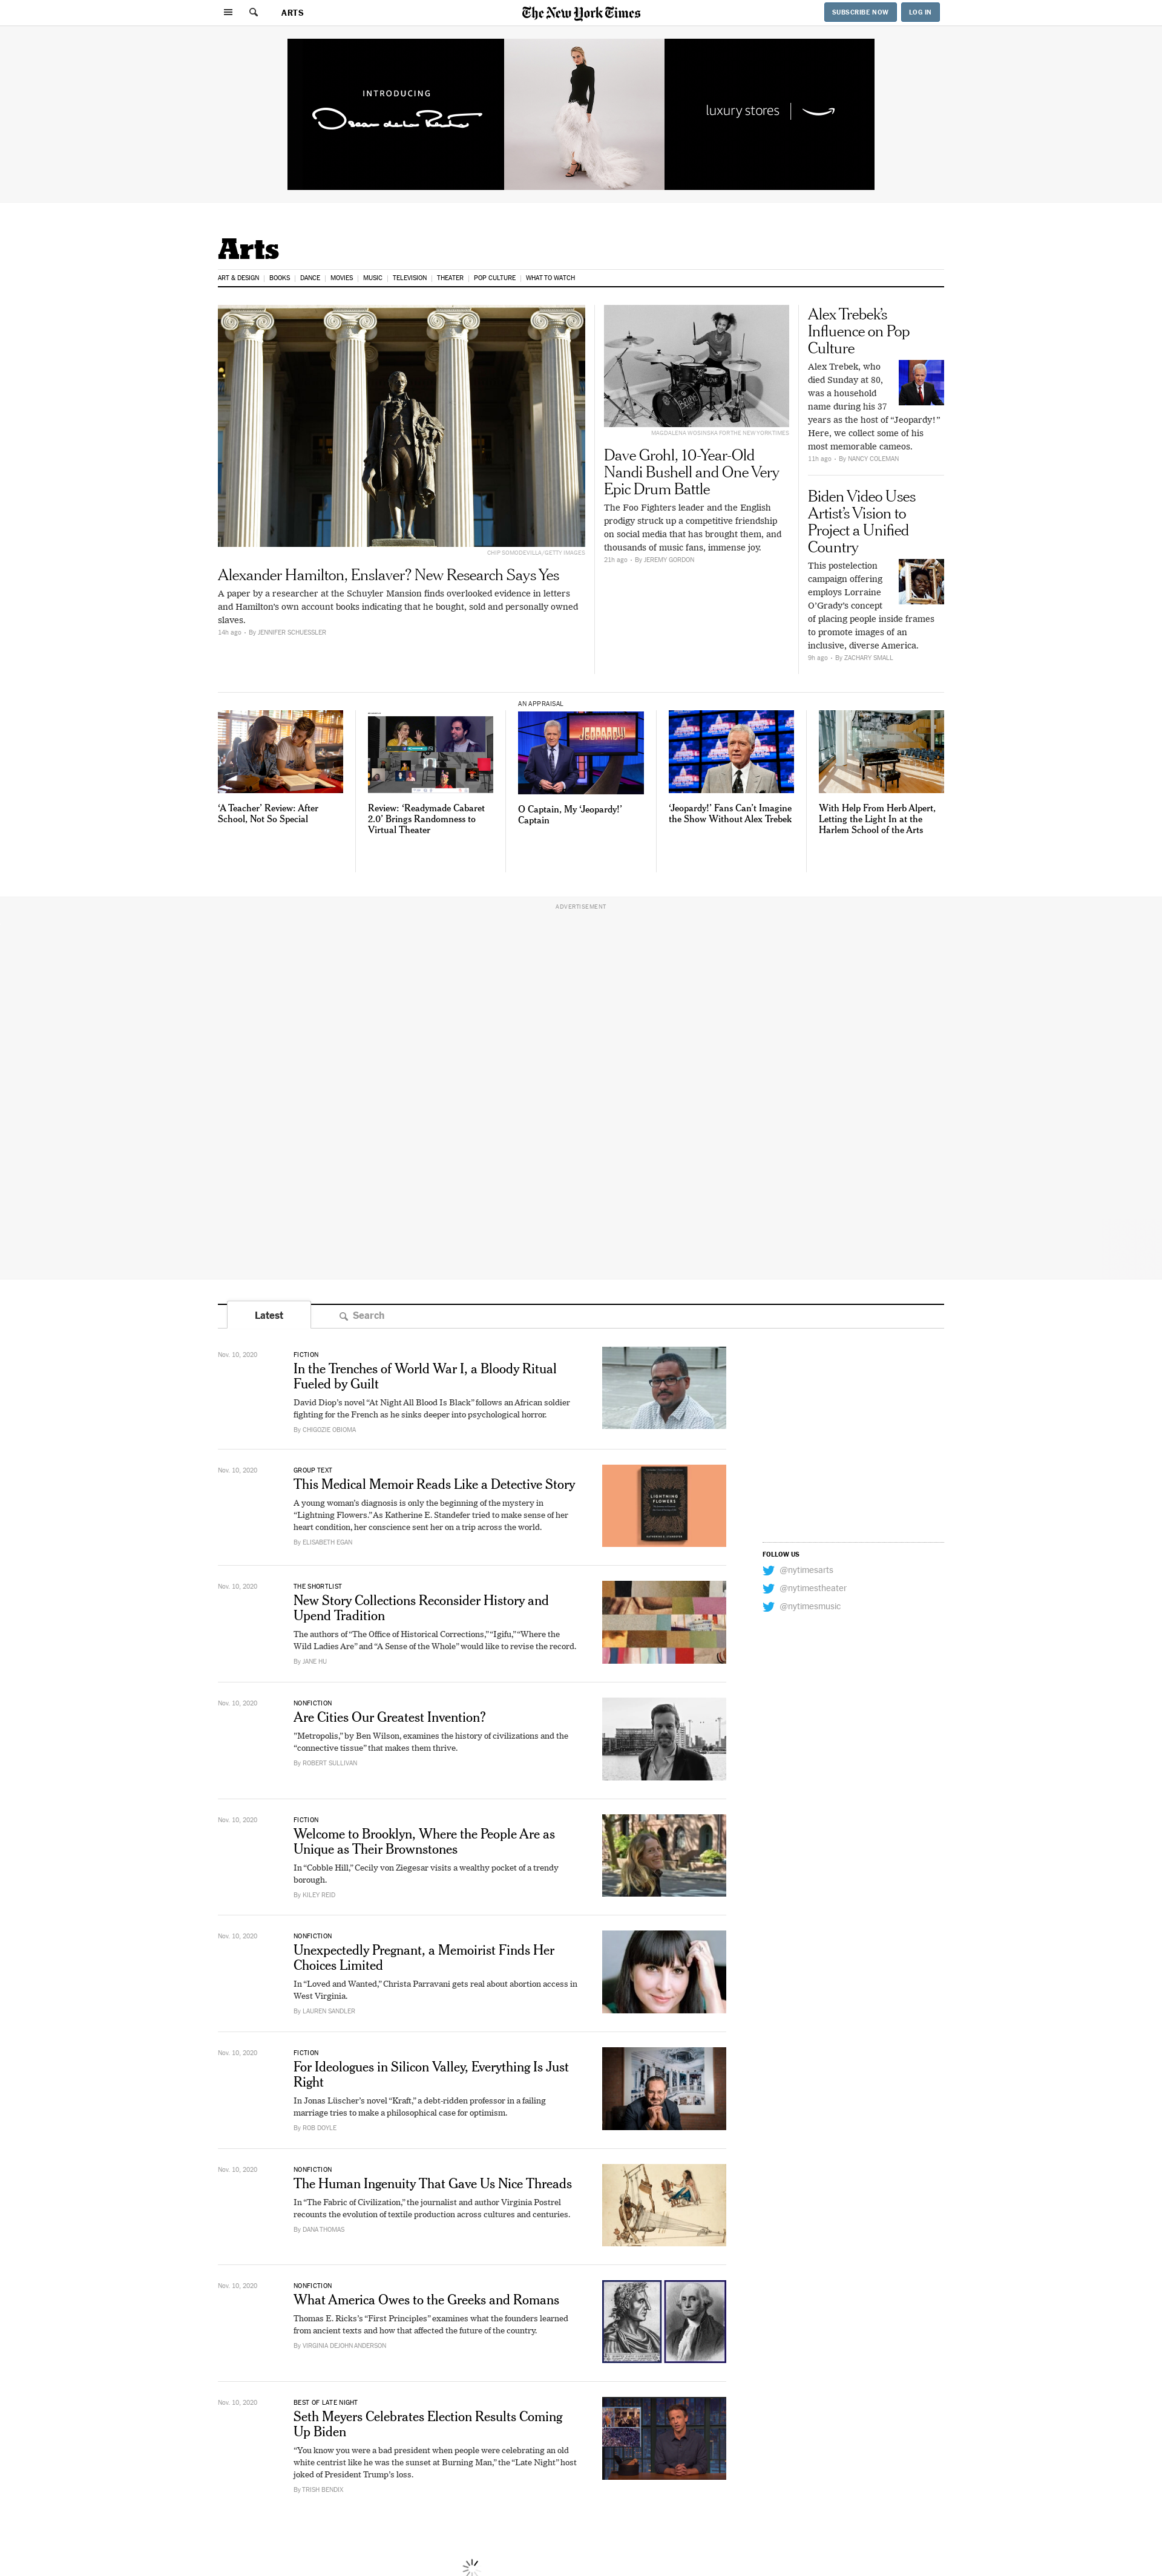 ARTS
The New York Times
SUBSCRIBE NOW
LOG IN
INTRODUCING
Oscar de la Renta
luxury stores
Arts
ART & DESIGN
BOOKS
DANCE
MOVIES
MUSIC
TELEVISION
THEATER
POP CULTURE
WHAT TO WATCH
CHIP SOMODEVILLA/GETTY IMAGES
Alexander Hamilton, Enslaver? New Research Says Yes
A paper by a researcher at the Schuyler Mansion finds overlooked evidence in letters
and Hamilton's own account books indicating that he bought, sold and personally owned
slaves.
14h ago • By JENNIFER SCHUESSLER
MAGDALENA WOSINSKA FOR THE NEW YORK TIMES
Dave Grohl, 10-Year-Old
Nandi Bushell and One Very
Epic Drum Battle
The Foo Fighters leader and the English
prodigy struck up a competitive friendship
on social media that has brought them, and
thousands of music fans, immense joy.
21h ago • By JEREMY GORDON
Alex Trebek's
Influence on Pop
Culture
Alex Trebek, who
died Sunday at 80,
was a household
name during his 37
years as the host of “Jeopardy!”
Here, we collect some of his
most memorable cameos.
11h ago • By NANCY COLEMAN
Biden Video Uses
Artist's Vision to
Project a Unified
Country
This postelection
campaign offering
employs Lorraine
O'Grady's concept
of placing people inside frames
to promote images of an
inclusive, diverse America.
9h ago • By ZACHARY SMALL
‘A Teacher’ Review: After
School, Not So Special
Review: ‘Readymade Cabaret
2.0’ Brings Randomness to
Virtual Theater
AN APPRAISAL
JEOPARDY!
O Captain, My ‘Jeopardy!’
Captain
‘Jeopardy!’ Fans Can’t Imagine
the Show Without Alex Trebek
With Help From Herb Alpert,
Letting the Light In at the
Harlem School of the Arts
ADVERTISEMENT
Latest
Search
Nov. 10, 2020
FICTION
In the Trenches of World War I, a Bloody Ritual
Fueled by Guilt
David Diop's novel “At Night All Blood Is Black” follows an African soldier
fighting for the French as he sinks deeper into psychological horror.
By CHIGOZIE OBIOMA
Nov. 10, 2020
GROUP TEXT
This Medical Memoir Reads Like a Detective Story
A young woman's diagnosis is only the beginning of the mystery in
“Lightning Flowers.” As Katherine E. Standefer tried to make sense of her
heart condition, her conscience sent her on a trip across the world.
By ELISABETH EGAN
LIGHTNING
FLOWERS
FOLLOW US
@nytimesarts
@nytimestheater
@nytimesmusic
Nov. 10, 2020
THE SHORTLIST
New Story Collections Reconsider History and
Upend Tradition
The authors of “The Office of Historical Corrections,” “Igifu,” “Where the
Wild Ladies Are” and “A Sense of the Whole” would like to revise the record.
By JANE HU
Nov. 10, 2020
NONFICTION
Are Cities Our Greatest Invention?
"Metropolis," by Ben Wilson, examines the history of civilizations and the
“connective tissue” that makes them thrive.
By ROBERT SULLIVAN
Nov. 10, 2020
FICTION
Welcome to Brooklyn, Where the People Are as
Unique as Their Brownstones
In “Cobble Hill,” Cecily von Ziegesar visits a wealthy pocket of a trendy
borough.
By KILEY REID
Nov. 10, 2020
NONFICTION
Unexpectedly Pregnant, a Memoirist Finds Her
Choices Limited
In “Loved and Wanted,” Christa Parravani gets real about abortion access in
West Virginia.
By LAUREN SANDLER
Nov. 10, 2020
FICTION
For Ideologues in Silicon Valley, Everything Is Just
Right
In Jonas Lüscher's novel “Kraft,” a debt-ridden professor in a failing
marriage tries to make a philosophical case for optimism.
By ROB DOYLE
Nov. 10, 2020
NONFICTION
The Human Ingenuity That Gave Us Nice Threads
In “The Fabric of Civilization,” the journalist and author Virginia Postrel
recounts the evolution of textile production across cultures and centuries.
By DANA THOMAS
Nov. 10, 2020
NONFICTION
What America Owes to the Greeks and Romans
Thomas E. Ricks's “First Principles” examines what the founders learned
from ancient texts and how that affected the future of the country.
By VIRGINIA DEJOHN ANDERSON
Nov. 10, 2020
BEST OF LATE NIGHT
Seth Meyers Celebrates Election Results Coming
Up Biden
“You know you were a bad president when people were celebrating an old
white centrist like he was the sunset at Burning Man,” the “Late Night” host
joked of President Trump's loss.
By TRISH BENDIX